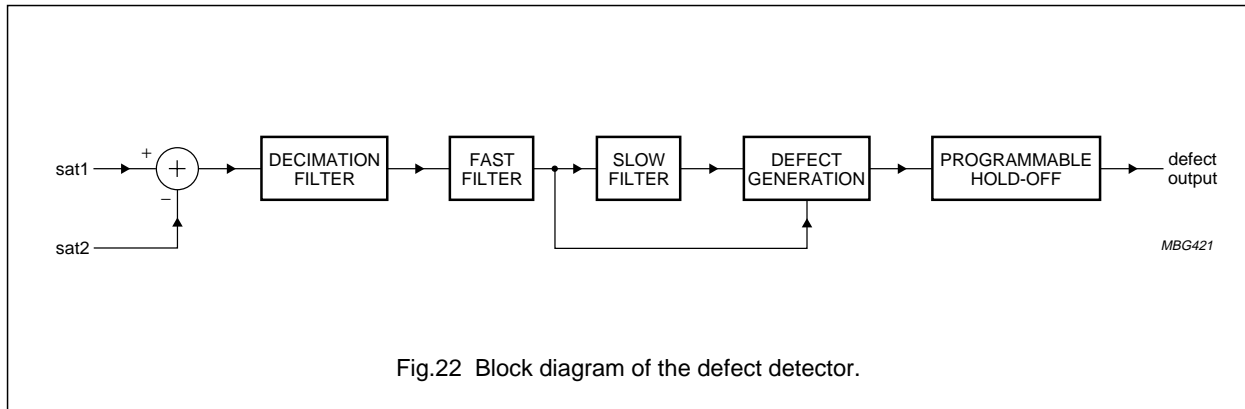 sat1
+
+
−
sat2
DECIMATION
FILTER
FAST
FILTER
SLOW
FILTER
DEFECT
GENERATION
PROGRAMMABLE
HOLD-OFF
defect
output
MBG421
Fig.22 Block diagram of the defect detector.